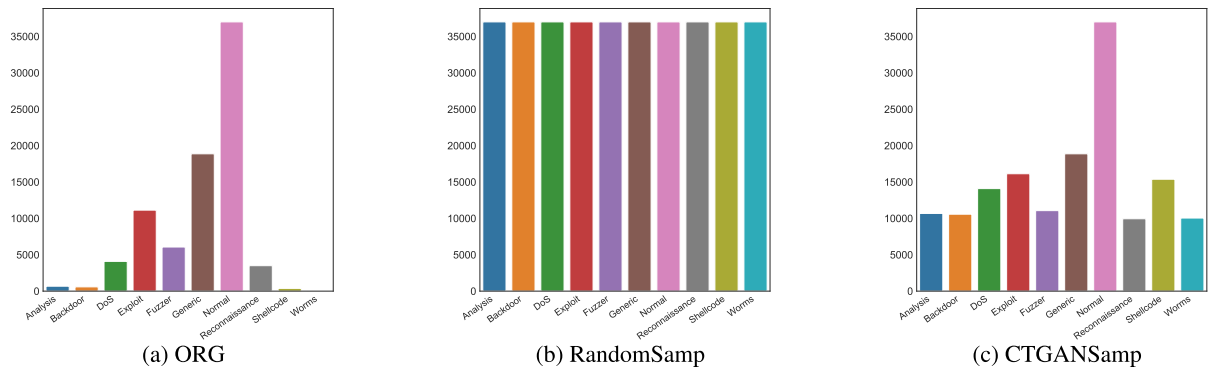 35000
30000
25000
20000
15000
10000
5000
0
Analysis
Backdoor
DoS
Exploit
Fuzzer
Generic
Normal
Reconnaissance
Shellcode
Worms
(a) ORG
35000
30000
25000
20000
15000
10000
5000
0
Analysis
Backdoor
DoS
Exploit
Fuzzer
Generic
Normal
Reconnaissance
Shellcode
Worms
(b) RandomSamp
35000
30000
25000
20000
15000
10000
5000
0
Analysis
Backdoor
DoS
Exploit
Fuzzer
Generic
Normal
Reconnaissance
Shellcode
Worms
(c) CTGANSamp